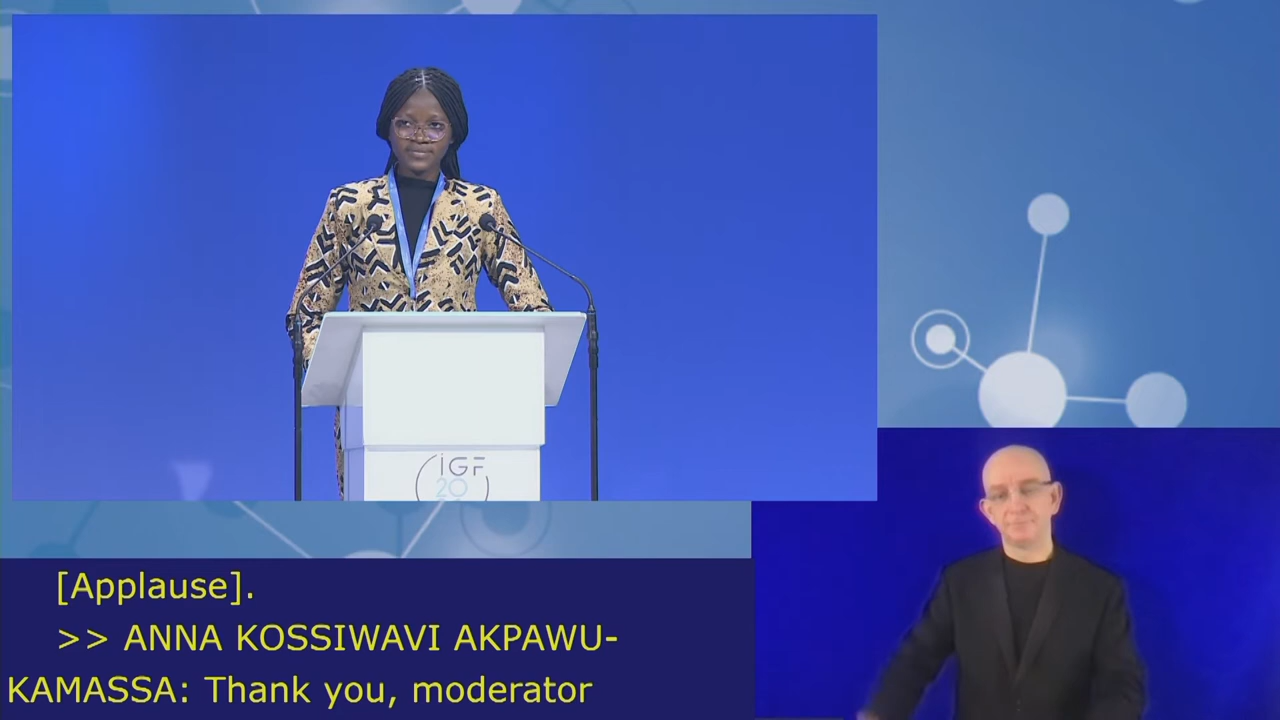 IGF
20
[Applause].
>> ANNA KOSSIWAVI AKPAWU-
KAMASSA: Thank you, moderator